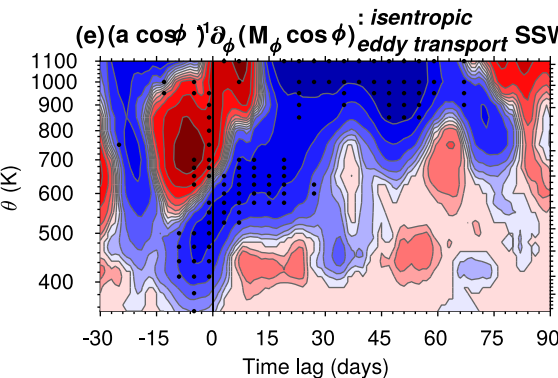 : isentropic
(e) (a cosϕ )¹∂ϕ(Mϕ cosϕ) eddy transport SSW
1100
1000
900
800
700
600
500
400
θ (K)
-30 -15 0 15 30 45 60 75 90
Time lag (days)